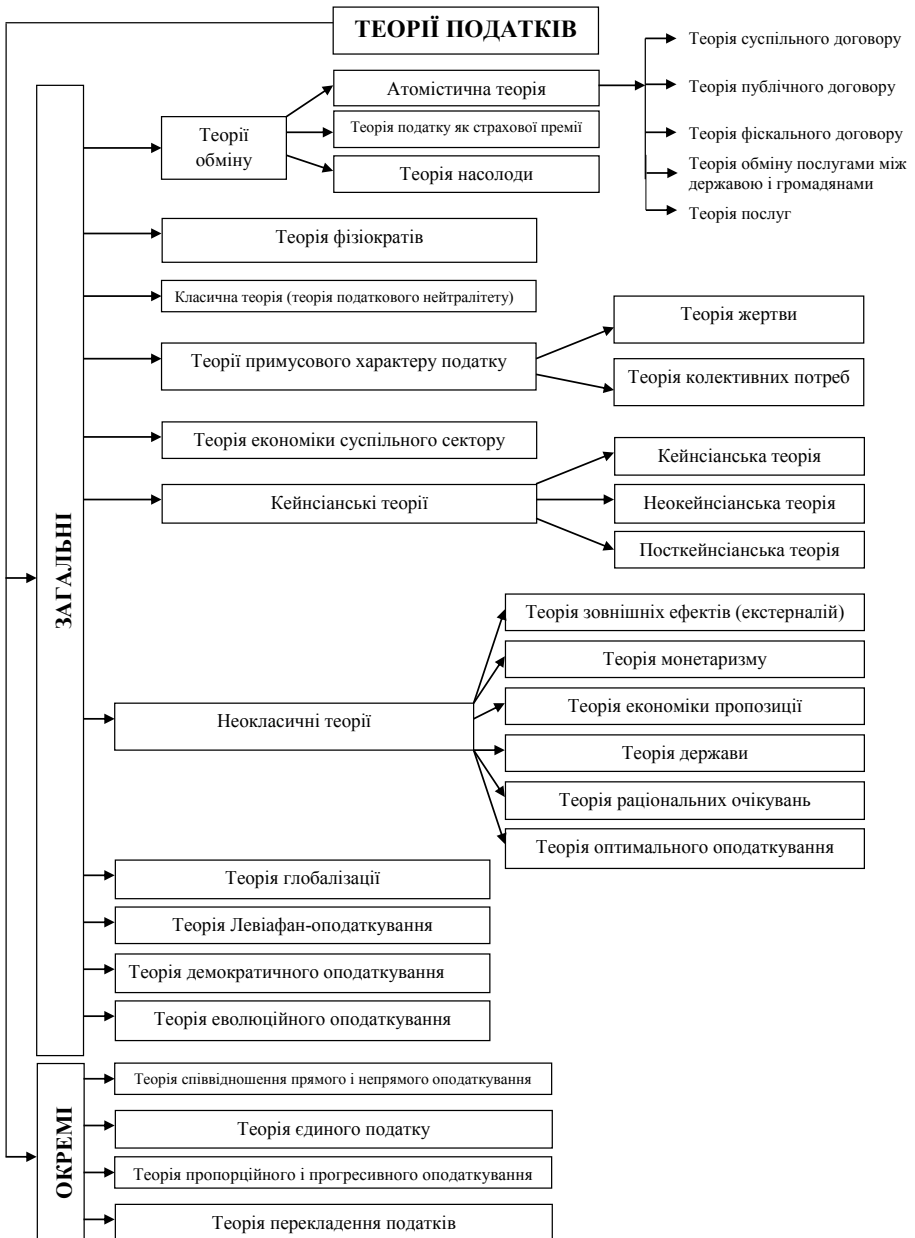 ТЕОРІЇ ПОДАТКІВ
ЗАГАЛЬНІ
Теорії
обміну
Атомістична теорія
Теорія податку як страхової премії
Теорія насолоди
Теорія суспільного договору
Теорія публічного договору
Теорія фіскального договору
Теорія обміну послугами між
державою і громадянами
Теорія послуг
Теорія фізіократів
Класична теорія (теорія податкового нейтралітету)
Теорії примусового характеру податку
Теорія жертви
Теорія колективних потреб
Теорія економіки суспільного сектору
Кейнсіанські теорії
Кейнсіанська теорія
Неокейнсіанська теорія
Посткейнсіанська теорія
Неокласичні теорії
Теорія зовнішніх ефектів (екстерналій)
Теорія монетаризму
Теорія економіки пропозиції
Теорія держави
Теорія раціональних очікувань
Теорія оптимального оподаткування
Теорія глобалізації
Теорія Левіафан-оподаткування
Теорія демократичного оподаткування
Теорія еволюційного оподаткування
ОКРЕМІ
Теорія співвідношення прямого і непрямого оподаткування
Теорія єдиного податку
Теорія пропорційного і прогресивного оподаткування
Теорія перекладення податків